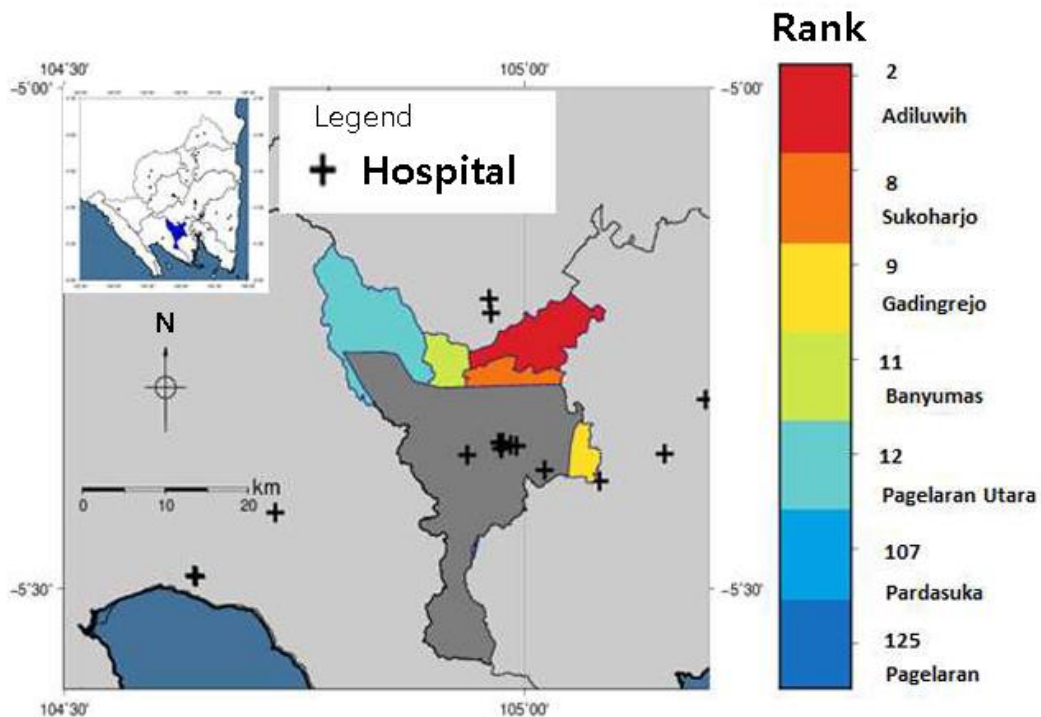 Rank
104°30'
105°00'
-5°00'
-5°00'
Legend
Hospital
N
km
0
10
20
-5°30'
-5°30'
104°30'
105°00'
2
Adiluwih
8
Sukoharjo
9
Gadingrejo
11
Banyumas
12
Pagelaran Utara
107
Pardasuka
125
Pagelaran